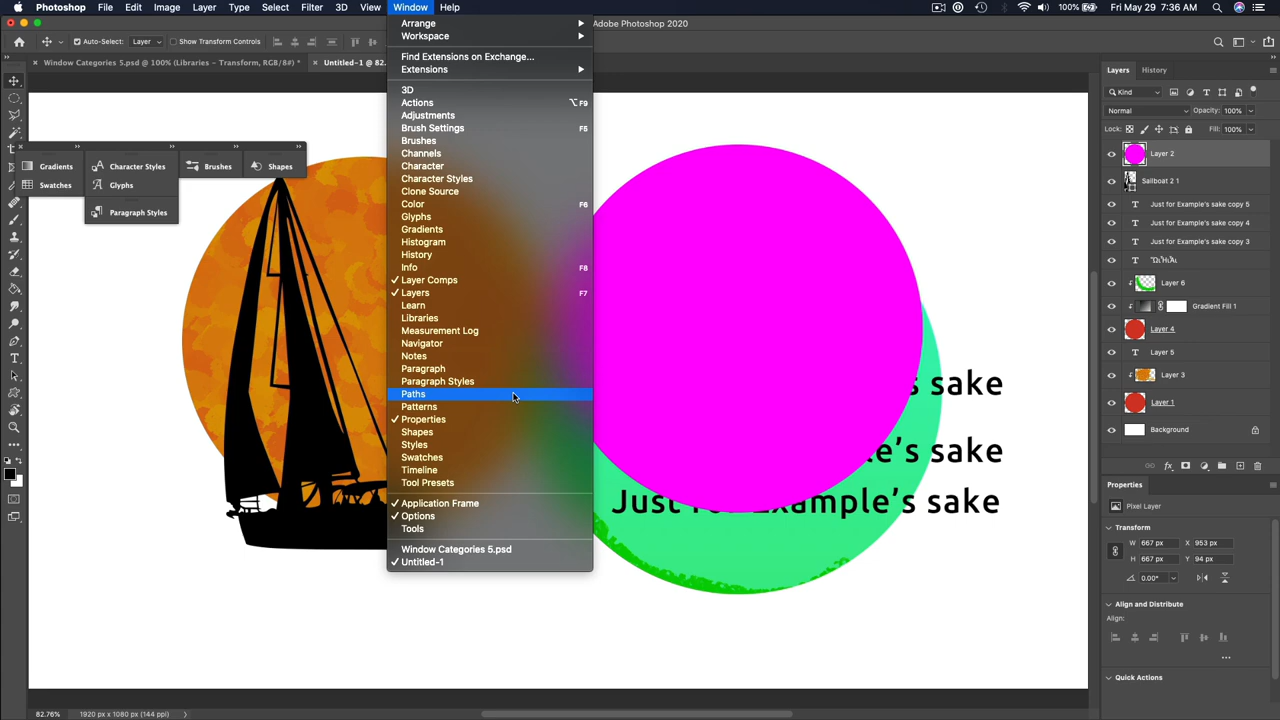 Photoshop File Edit Image Layer Type Select Filter 3D View Window Help 100% Mon 7 Jun 7:36 AM
Adobe Photoshop 2020
Auto-Select: Layer Show Transform Controls
Window Categories 5.psd @ 100% (Libraries – Transform, RGB/8#) *
Untitled-1 @ 82.
Arrange
Workspace
Find Extensions on Exchange...
Extensions
3D
Actions ⌥F9
Adjustments
Brush Settings F5
Brushes
Channels
Character
Character Styles
Clone Source
Color F6
Glyphs
Gradients
Histogram
History
Info F8
Layer Comps
Layers F7
Learn
Libraries
Measurement Log
Navigator
Notes
Paragraph
Paragraph Styles
Paths
Patterns
Properties
Shapes
Styles
Swatches
Timeline
Tool Presets
Application Frame
Options
Tools
Window Categories 5.psd
Untitled-1
Gradients
Swatches
Character Styles
Glyphs
Paragraph Styles
Brushes
Shapes
s sake
ke’s sake
Just for Example’s sake
Layers History
Kind
Normal Opacity: 100%
Lock: Fill: 100%
Layer 2
Sailboat 2 1
Just for Example's sake copy 5
Just for Example's sake copy 4
Just for Example's sake copy 3
Layer 6
Gradient Fill 1
Layer 4
Layer 5
Layer 3
Layer 1
Background
Properties
Pixel Layer
Transform
W 667 px X 953 px
H 667 px Y 94 px
0.00°
Align and Distribute
Align:
Quick Actions
82.76% 1920 px x 1080 px (144 ppi)